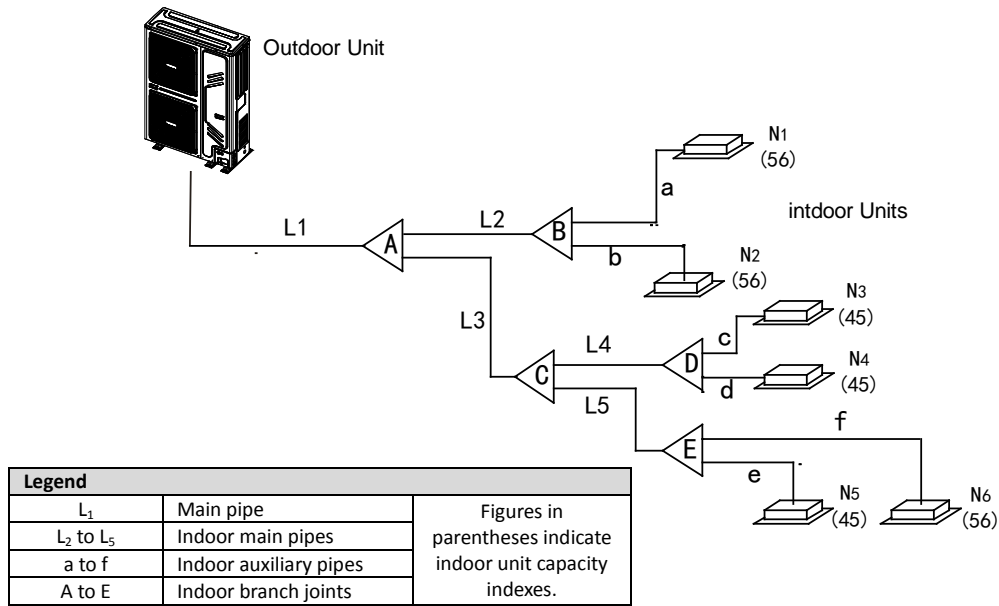 Outdoor Unit
N1
(56)
a
intdoor Units
L1
A
L2
B
b
N2
(56)
N3
(45)
L3
c
L4
D
N4
(45)
d
C
L5
f
E
e
N5
(45)
N6
(56)
Legend
L1 Main pipe
L2 to L5 Indoor main pipes
a to f Indoor auxiliary pipes
A to E Indoor branch joints
Figures in
parentheses indicate
indoor unit capacity
indexes.